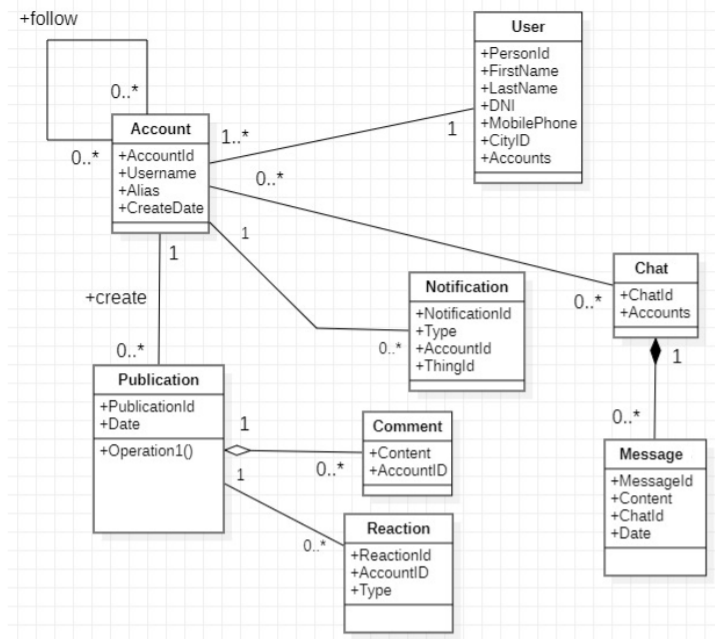 +follow
0..*
0..*
Account
+AccountId
+Username
+Alias
+CreateDate
1..*
1
User
+PersonId
+FirstName
+LastName
+DNI
+MobilePhone
+CityID
+Accounts
0..*
0..*
Chat
+ChatId
+Accounts
1
0..*
Notification
+NotificationId
+Type
+AccountId
+ThingId
1
+create
0..*
Publication
+PublicationId
+Date
+Operation1()
1
0..*
Comment
+Content
+AccountID
1
0..*
Reaction
+ReactionId
+AccountID
+Type
1
0..*
Message
+MessageId
+Content
+ChatId
+Date